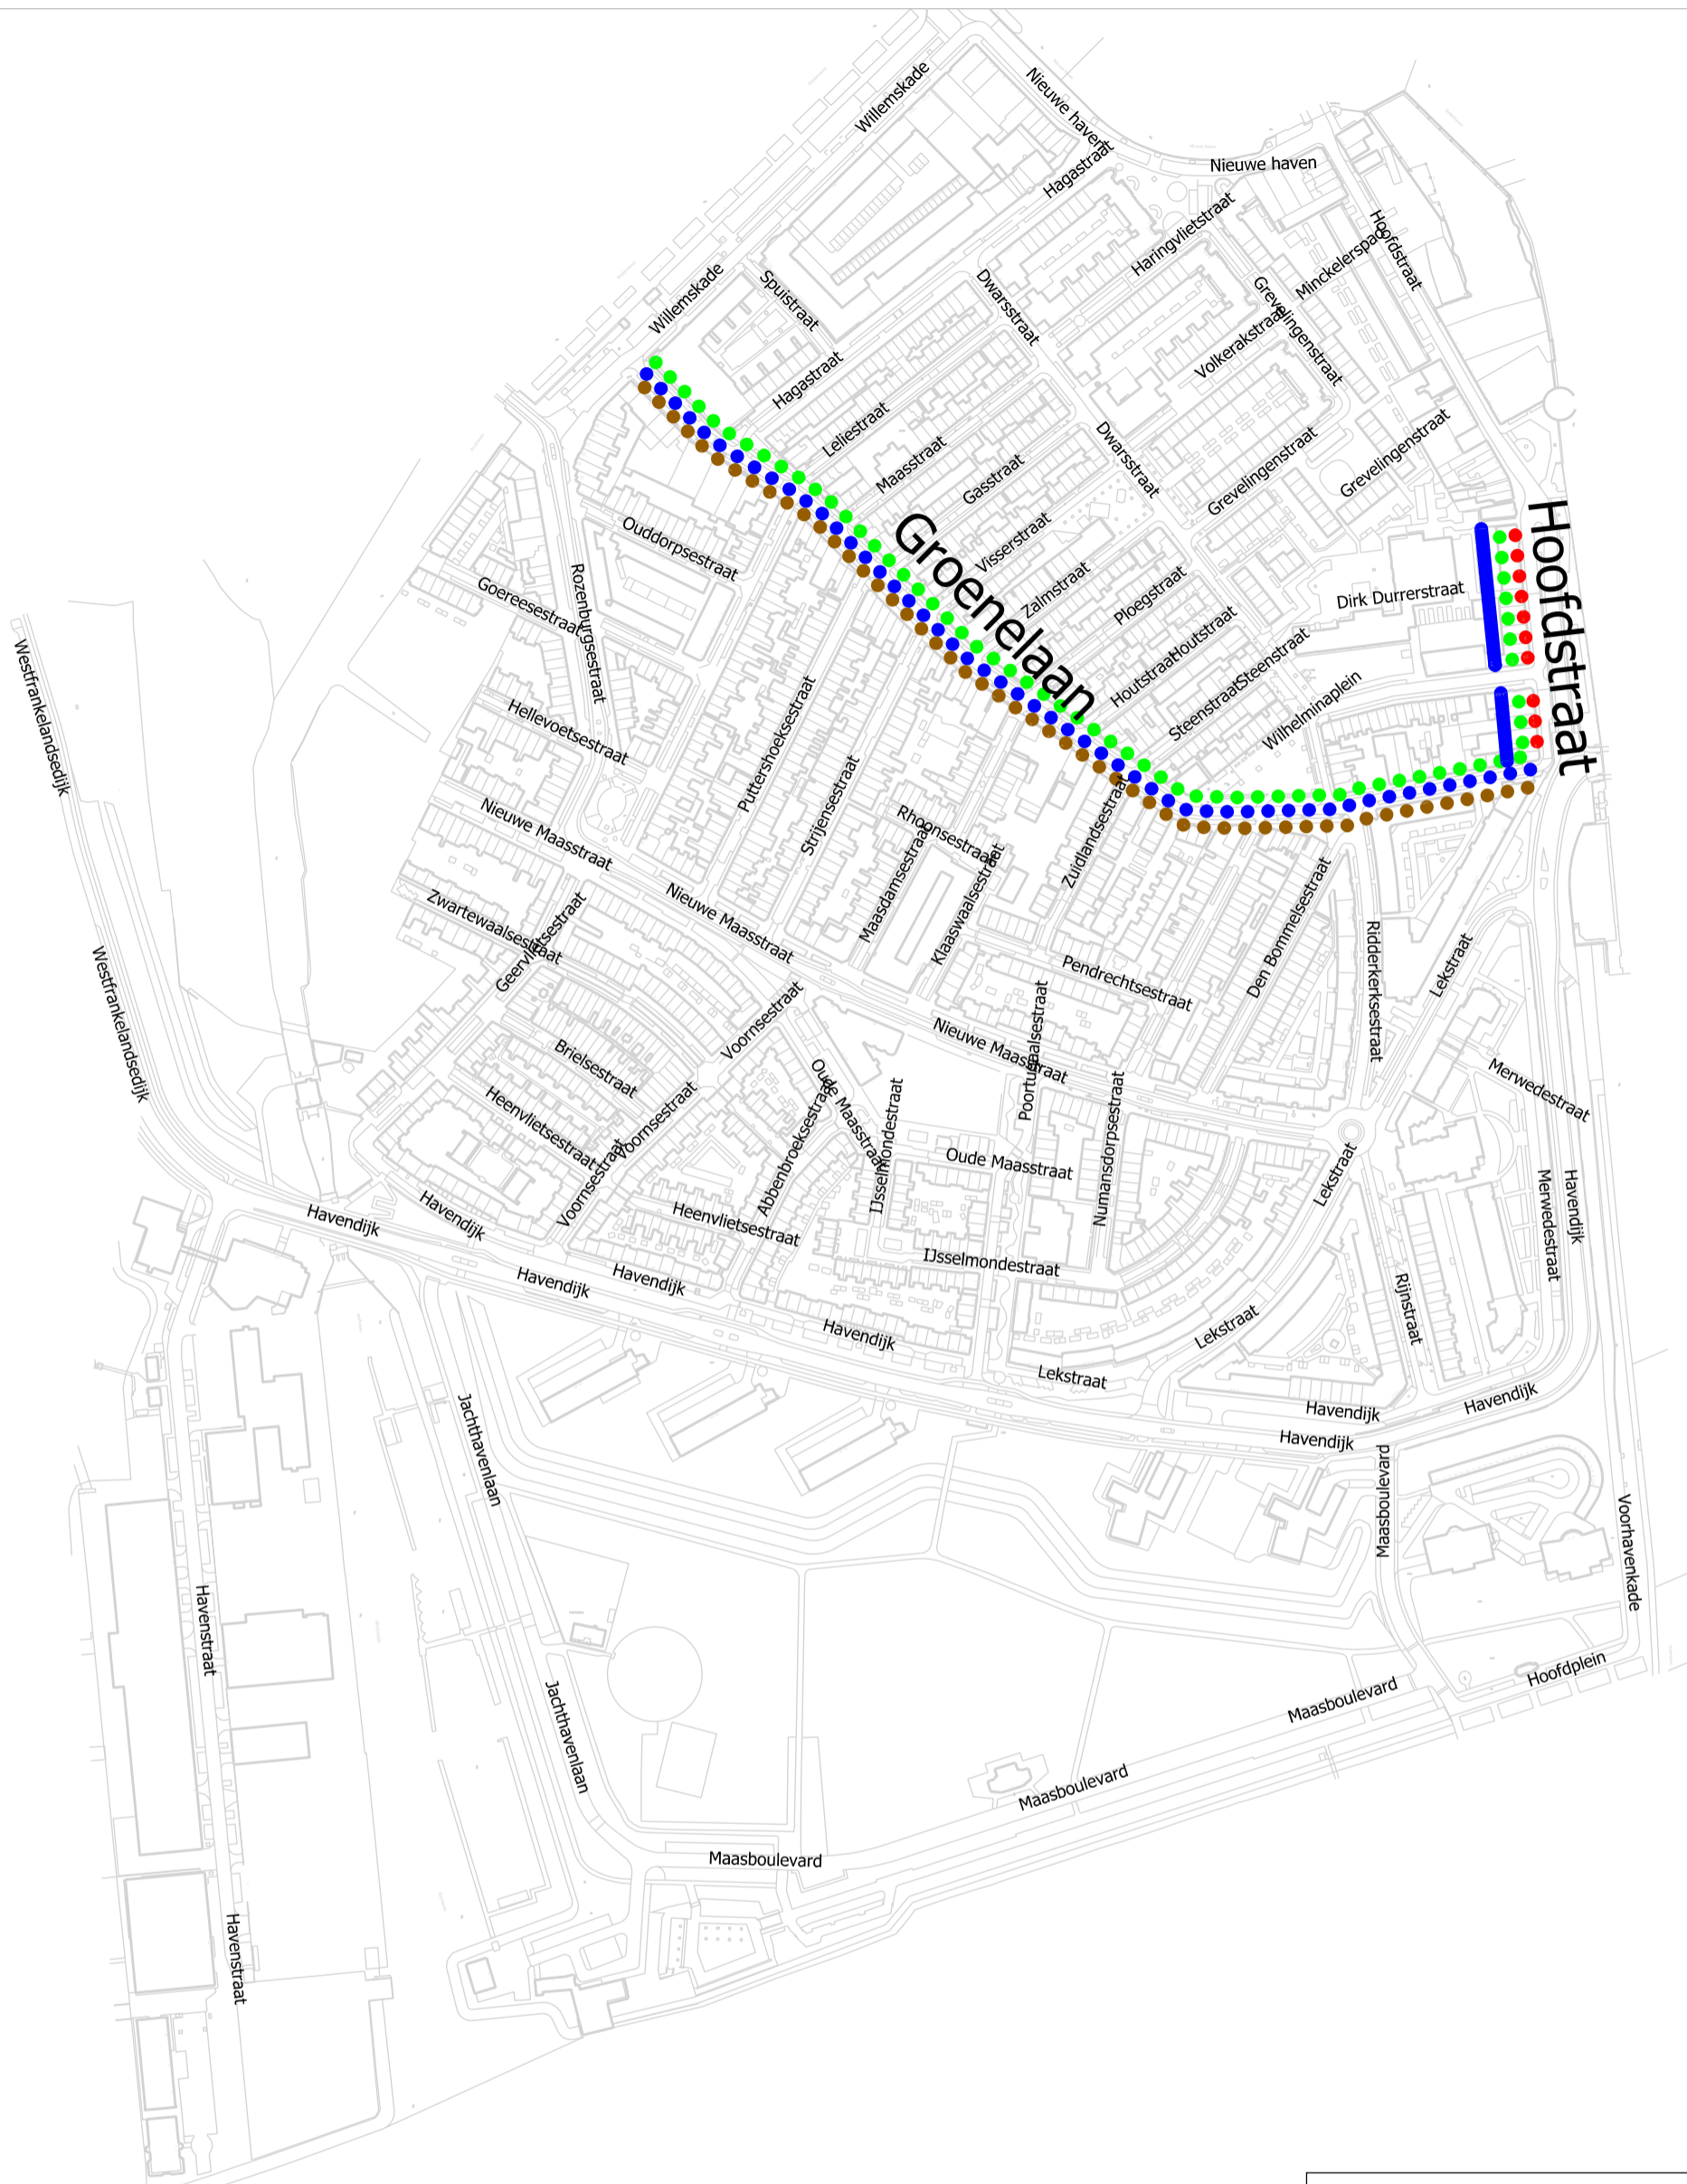 Willemskade
Nieuwe haven
Hagastraat
Nieuwe haven
Haringvlietstraat
Hoofdstraat
Minckelerspad
Willemskade
Spuistraat
Dwarsstraat
Grevelingenstraat
Volkerakstraat
Hagastraat
Leliestraat
Maasstraat
Gasstraat
Dwarsstraat
Grevelingenstraat
Grevelingenstraat
Visserstraat
Groenelaan
Hoofdstraat
Ouddorpsestraat
Zalmstraat
Ploegstraat
Dirk Durrerstraat
Goereesestraat
Rozenburgsestraat
Houtstraat
Houtstraat
Steenstraat
Steenstraat
Wilhelminaplein
Westfrankelandsedijk
Hellevoetsestraat
Puttershoeksestraat
Strijensestraat
Nieuwe Maasstraat
Rhoonsestraat
Zuidlandsestraat
Maasdamsestraat
Klaaswaalsestraat
Den Bommelsestraat
Nieuwe Maasstraat
Zwartewaalsestraat
Geervlietsestraat
Ridderkerksestraat
Lekstraat
Pendrechtsestraat
Westfrankelandsedijk
Voornsestraat
Poortugaalsestraat
Nieuwe Maasstraat
Brielsestraat
Oude Maasstraat
Merwedestraat
Heenvlietsestraat
Voornsestraat
Abbenbroeksestraat
IJsselmondestraat
Numansdorpsestraat
Oude Maasstraat
Lekstraat
Voornsestraat
Havendijk
Merwedestraat
Havendijk
Havendijk
Heenvlietsestraat
IJsselmondestraat
Havendijk
Havendijk
Rijnstraat
Havendijk
Lekstraat
Lekstraat
Havendijk
Havendijk
Havendijk
Jachthavenlaan
Maasboulevard
Voorhavenkade
Havenstraat
Hoofdplein
Maasboulevard
Jachthavenlaan
Maasboulevard
Maasboulevard
Havenstraat